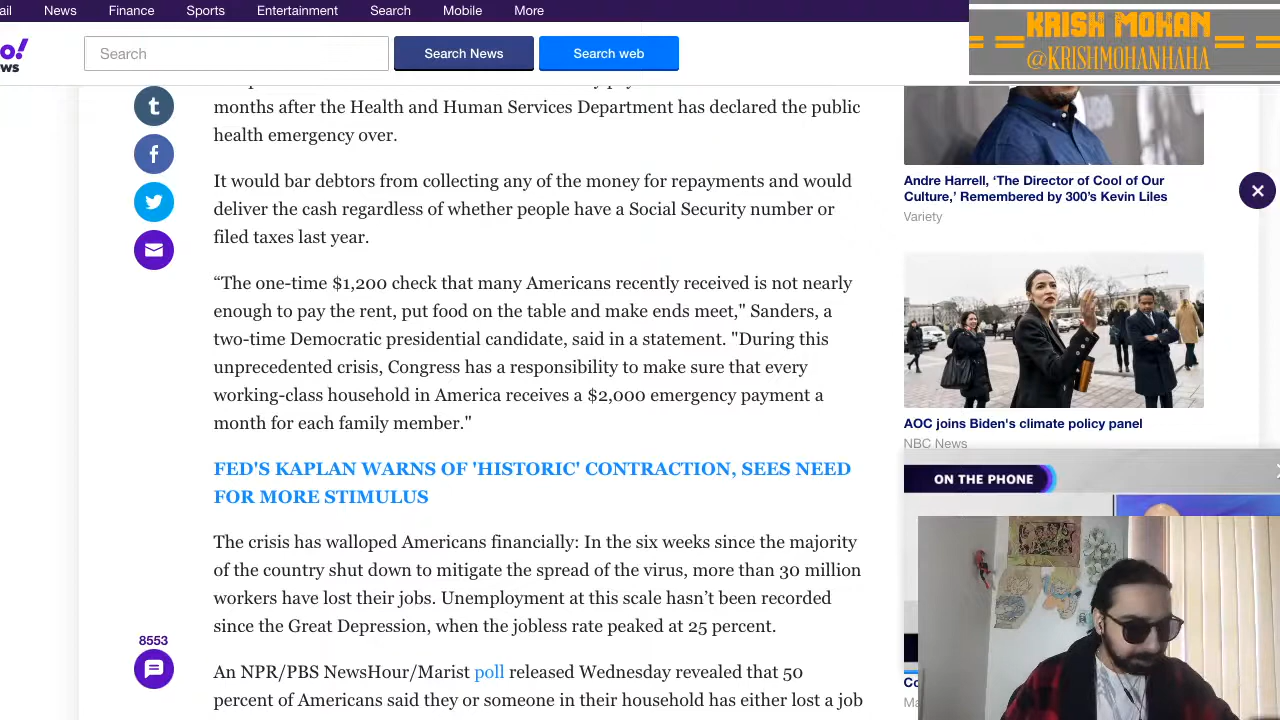 ail News Finance Sports Entertainment Search Mobile More
KRISH MOHAN
@KRISHMOHANHAHA
o!
ws
Search Search News Search web
months after the Health and Human Services Department has declared the public
health emergency over.
It would bar debtors from collecting any of the money for repayments and would
deliver the cash regardless of whether people have a Social Security number or
filed taxes last year.
“The one-time $1,200 check that many Americans recently received is not nearly
enough to pay the rent, put food on the table and make ends meet," Sanders, a
two-time Democratic presidential candidate, said in a statement. "During this
unprecedented crisis, Congress has a responsibility to make sure that every
working-class household in America receives a $2,000 emergency payment a
month for each family member."
FED'S KAPLAN WARNS OF 'HISTORIC' CONTRACTION, SEES NEED
FOR MORE STIMULUS
The crisis has walloped Americans financially: In the six weeks since the majority
of the country shut down to mitigate the spread of the virus, more than 30 million
workers have lost their jobs. Unemployment at this scale hasn’t been recorded
since the Great Depression, when the jobless rate peaked at 25 percent.
8553
An NPR/PBS NewsHour/Marist poll released Wednesday revealed that 50
percent of Americans said they or someone in their household has either lost a job
Andre Harrell, ‘The Director of Cool of Our
Culture,’ Remembered by 300’s Kevin Liles
Variety
AOC joins Biden's climate policy panel
NBC News
ON THE PHONE
Co
Ma